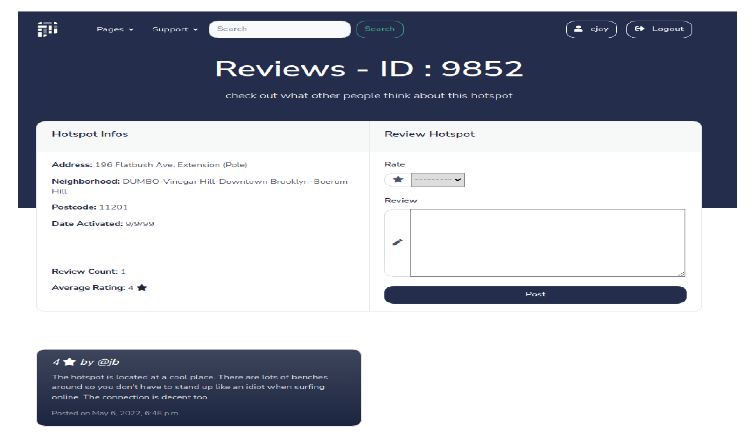 Pages Support Search Search ejay Logout
Reviews - ID : 9852
check out what other people think about this hotspot
Hotspot Infos
Address: 196 Flatbush Ave. Extension (Pole)
Neighborhood: DUMBO-Vinegar Hill-Downtown Brooklyn-Boerum
Hill
Postcode: 11201
Date Activated: 9/9/99
Review Count: 1
Average Rating: 4
Review Hotspot
Rate
---------
Review
Post
4 by @jb
The hotspot is located at a cool place. There are lots of benches
around so you don't have to stand up like an idiot when surfing
online. The connection is decent too.
Posted on May 6, 2022, 6:48 p.m.